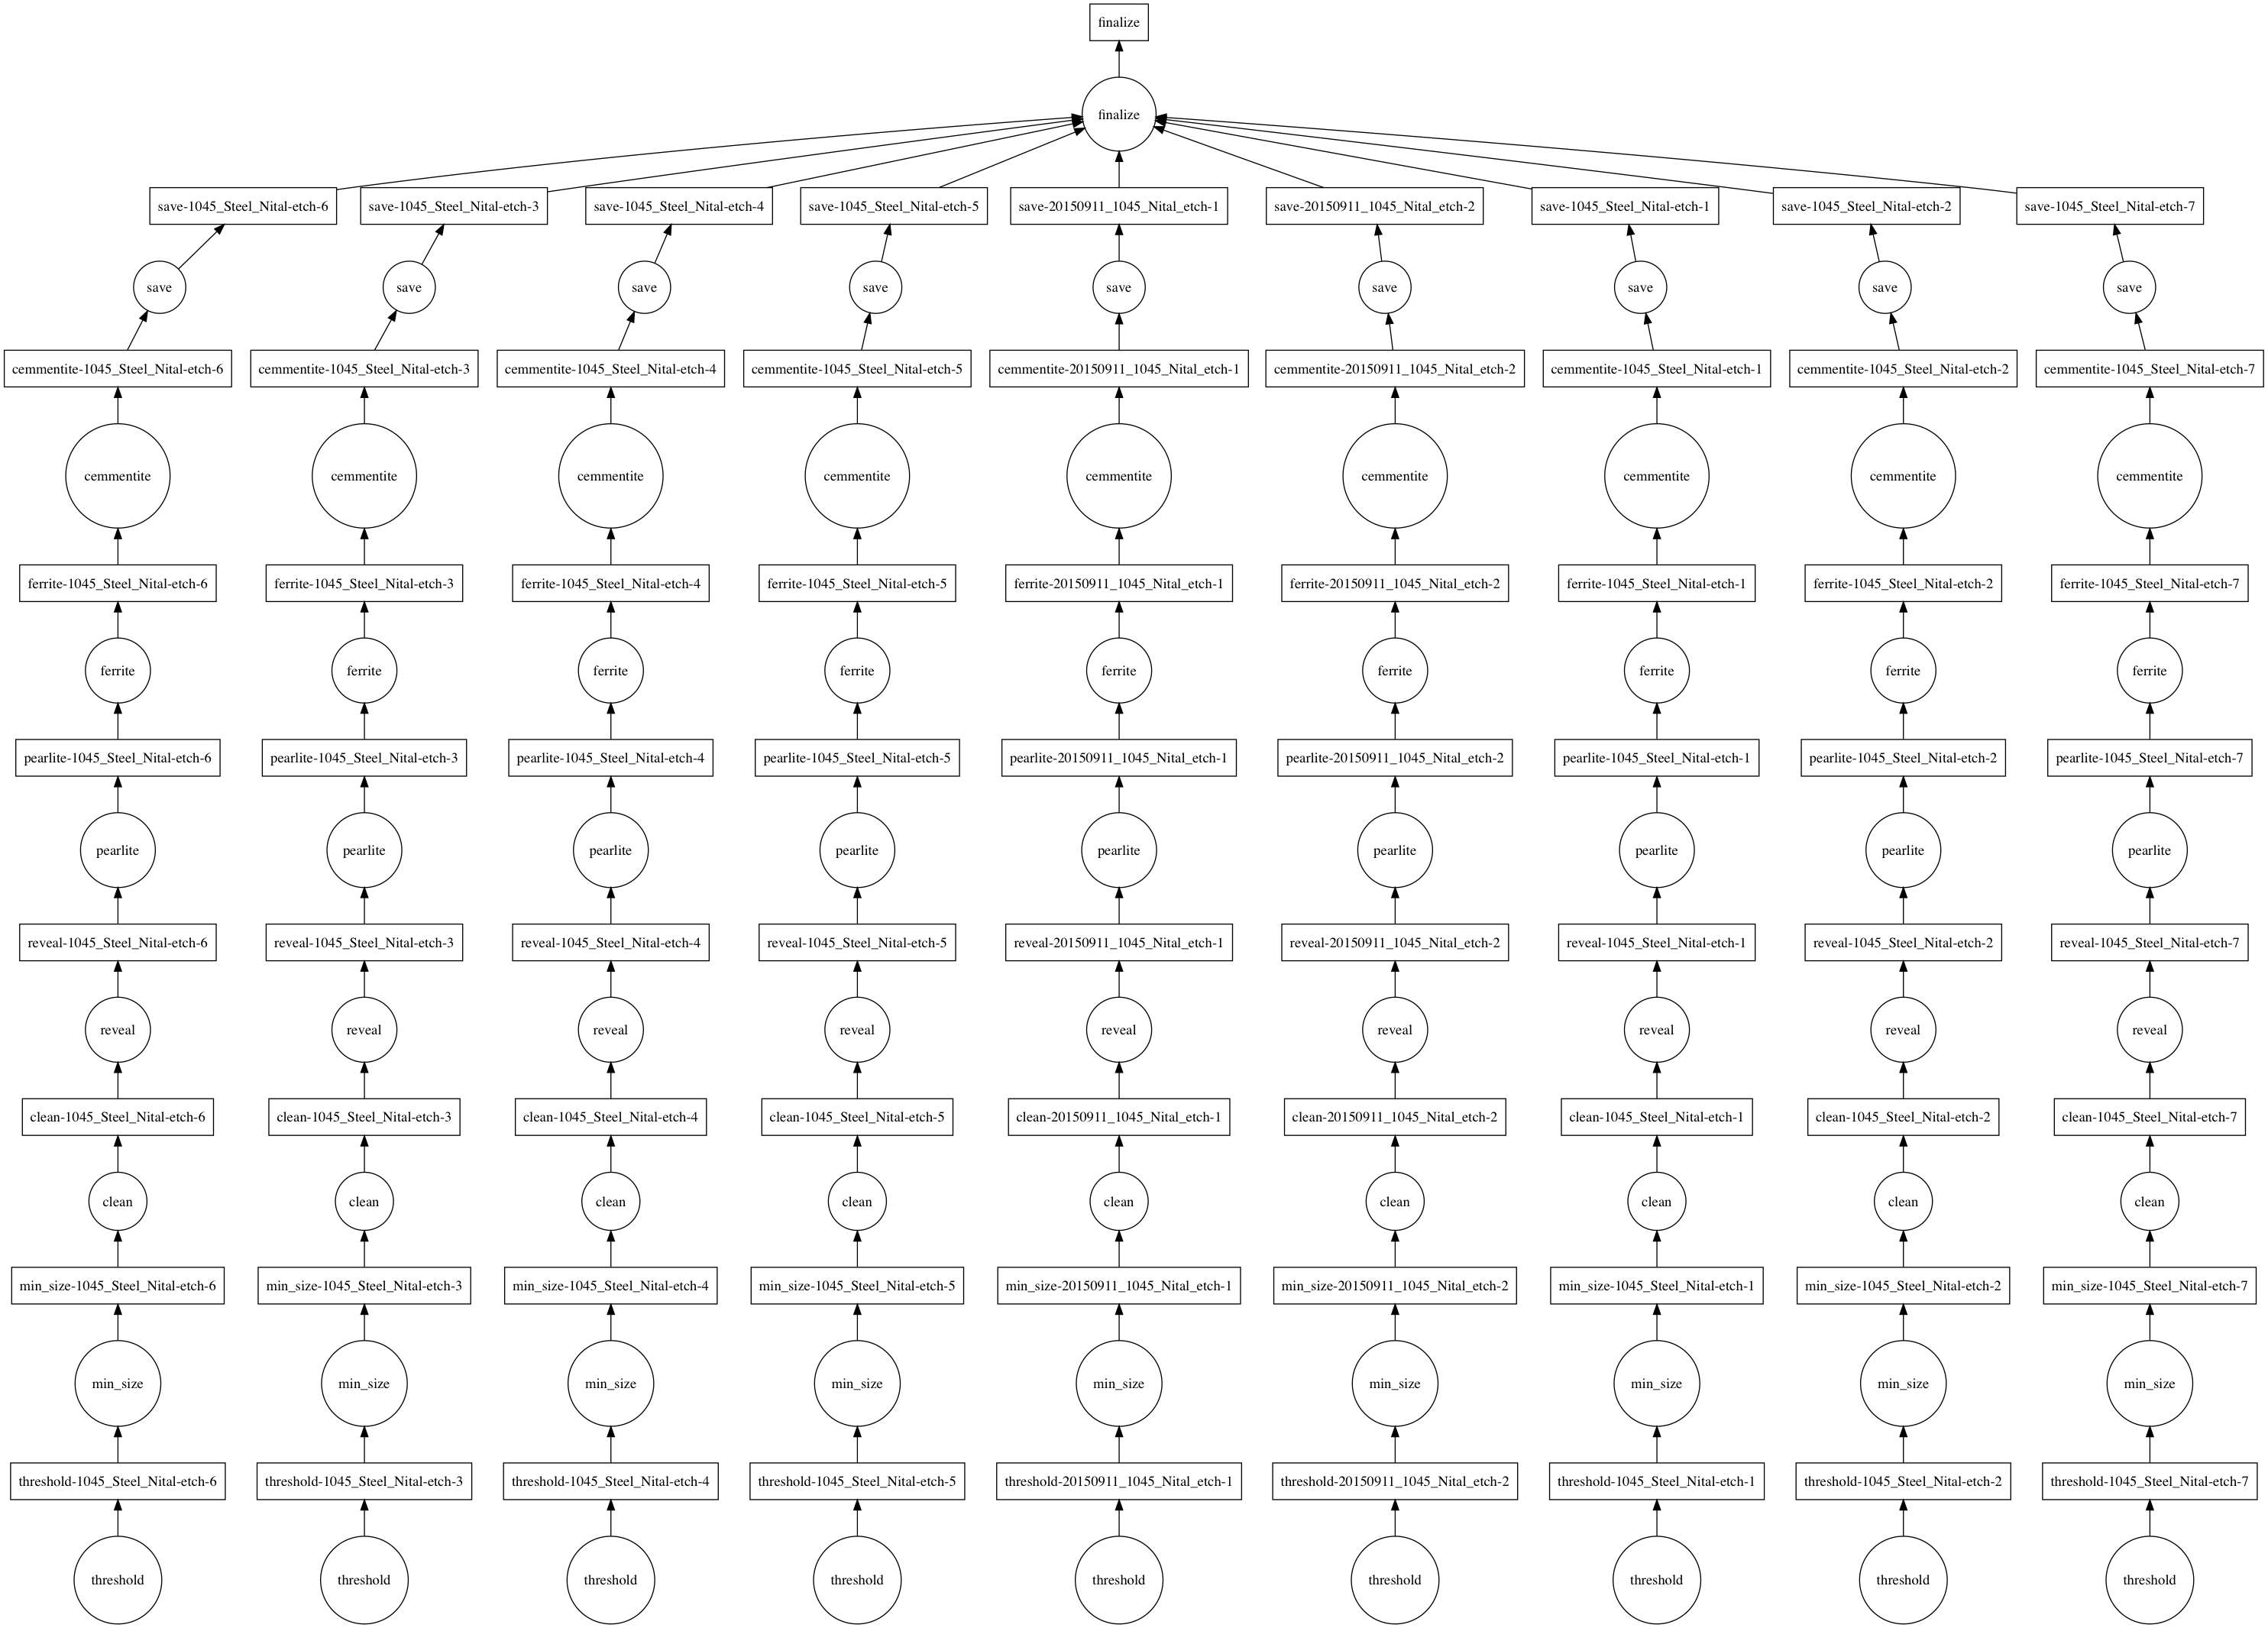 finalize
finalize
save-1045_Steel_Nital-etch-6
save-1045_Steel_Nital-etch-3
save-1045_Steel_Nital-etch-4
save-1045_Steel_Nital-etch-5
save-20150911_1045_Nital_etch-1
save-20150911_1045_Nital_etch-2
save-1045_Steel_Nital-etch-1
save-1045_Steel_Nital-etch-2
save-1045_Steel_Nital-etch-7
save
save
save
save
save
save
save
save
save
cemmentite-1045_Steel_Nital-etch-6
cemmentite-1045_Steel_Nital-etch-3
cemmentite-1045_Steel_Nital-etch-4
cemmentite-1045_Steel_Nital-etch-5
cemmentite-20150911_1045_Nital_etch-1
cemmentite-20150911_1045_Nital_etch-2
cemmentite-1045_Steel_Nital-etch-1
cemmentite-1045_Steel_Nital-etch-2
cemmentite-1045_Steel_Nital-etch-7
cemmentite
cemmentite
cemmentite
cemmentite
cemmentite
cemmentite
cemmentite
cemmentite
cemmentite
ferrite-1045_Steel_Nital-etch-6
ferrite-1045_Steel_Nital-etch-3
ferrite-1045_Steel_Nital-etch-4
ferrite-1045_Steel_Nital-etch-5
ferrite-20150911_1045_Nital_etch-1
ferrite-20150911_1045_Nital_etch-2
ferrite-1045_Steel_Nital-etch-1
ferrite-1045_Steel_Nital-etch-2
ferrite-1045_Steel_Nital-etch-7
ferrite
ferrite
ferrite
ferrite
ferrite
ferrite
ferrite
ferrite
ferrite
pearlite-1045_Steel_Nital-etch-6
pearlite-1045_Steel_Nital-etch-3
pearlite-1045_Steel_Nital-etch-4
pearlite-1045_Steel_Nital-etch-5
pearlite-20150911_1045_Nital_etch-1
pearlite-20150911_1045_Nital_etch-2
pearlite-1045_Steel_Nital-etch-1
pearlite-1045_Steel_Nital-etch-2
pearlite-1045_Steel_Nital-etch-7
pearlite
pearlite
pearlite
pearlite
pearlite
pearlite
pearlite
pearlite
pearlite
reveal-1045_Steel_Nital-etch-6
reveal-1045_Steel_Nital-etch-3
reveal-1045_Steel_Nital-etch-4
reveal-1045_Steel_Nital-etch-5
reveal-20150911_1045_Nital_etch-1
reveal-20150911_1045_Nital_etch-2
reveal-1045_Steel_Nital-etch-1
reveal-1045_Steel_Nital-etch-2
reveal-1045_Steel_Nital-etch-7
reveal
reveal
reveal
reveal
reveal
reveal
reveal
reveal
reveal
clean-1045_Steel_Nital-etch-6
clean-1045_Steel_Nital-etch-3
clean-1045_Steel_Nital-etch-4
clean-1045_Steel_Nital-etch-5
clean-20150911_1045_Nital_etch-1
clean-20150911_1045_Nital_etch-2
clean-1045_Steel_Nital-etch-1
clean-1045_Steel_Nital-etch-2
clean-1045_Steel_Nital-etch-7
clean
clean
clean
clean
clean
clean
clean
clean
clean
min_size-1045_Steel_Nital-etch-6
min_size-1045_Steel_Nital-etch-3
min_size-1045_Steel_Nital-etch-4
min_size-1045_Steel_Nital-etch-5
min_size-20150911_1045_Nital_etch-1
min_size-20150911_1045_Nital_etch-2
min_size-1045_Steel_Nital-etch-1
min_size-1045_Steel_Nital-etch-2
min_size-1045_Steel_Nital-etch-7
min_size
min_size
min_size
min_size
min_size
min_size
min_size
min_size
min_size
threshold-1045_Steel_Nital-etch-6
threshold-1045_Steel_Nital-etch-3
threshold-1045_Steel_Nital-etch-4
threshold-1045_Steel_Nital-etch-5
threshold-20150911_1045_Nital_etch-1
threshold-20150911_1045_Nital_etch-2
threshold-1045_Steel_Nital-etch-1
threshold-1045_Steel_Nital-etch-2
threshold-1045_Steel_Nital-etch-7
threshold
threshold
threshold
threshold
threshold
threshold
threshold
threshold
threshold